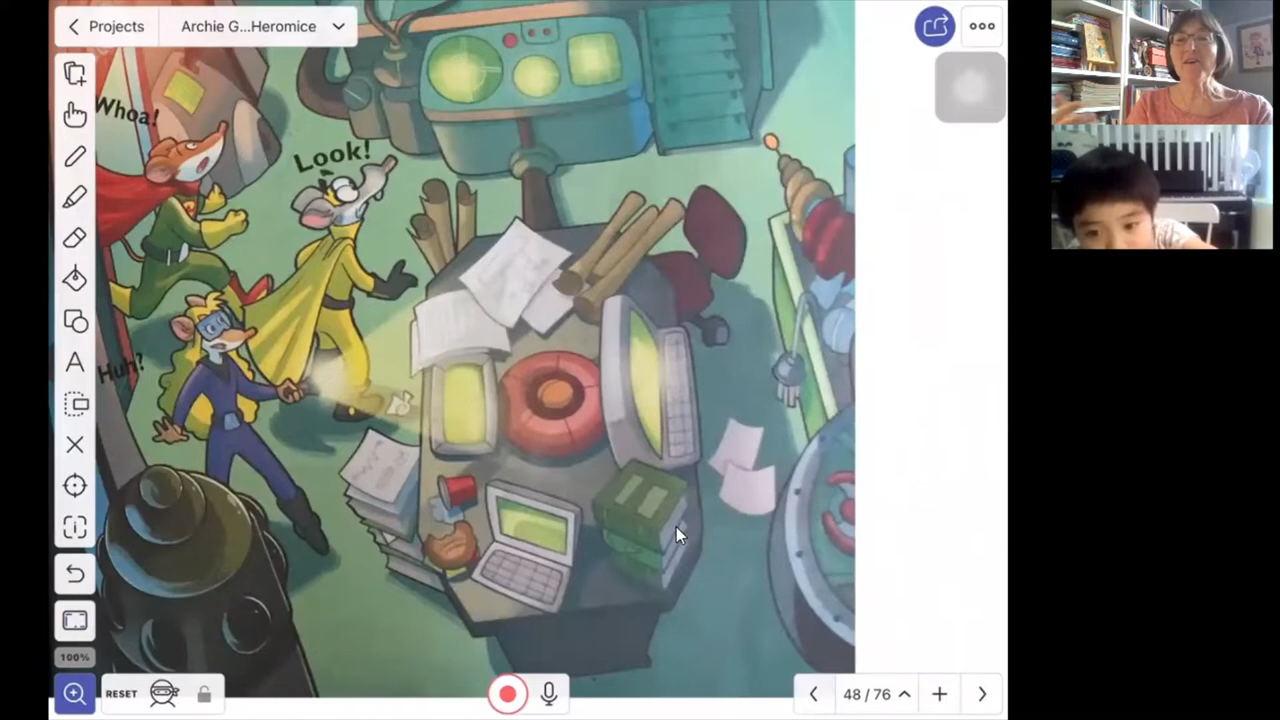 Projects
Archie G...Heromice
Whoa!
Look!
Huh?
A
100%
RESET
48 / 76